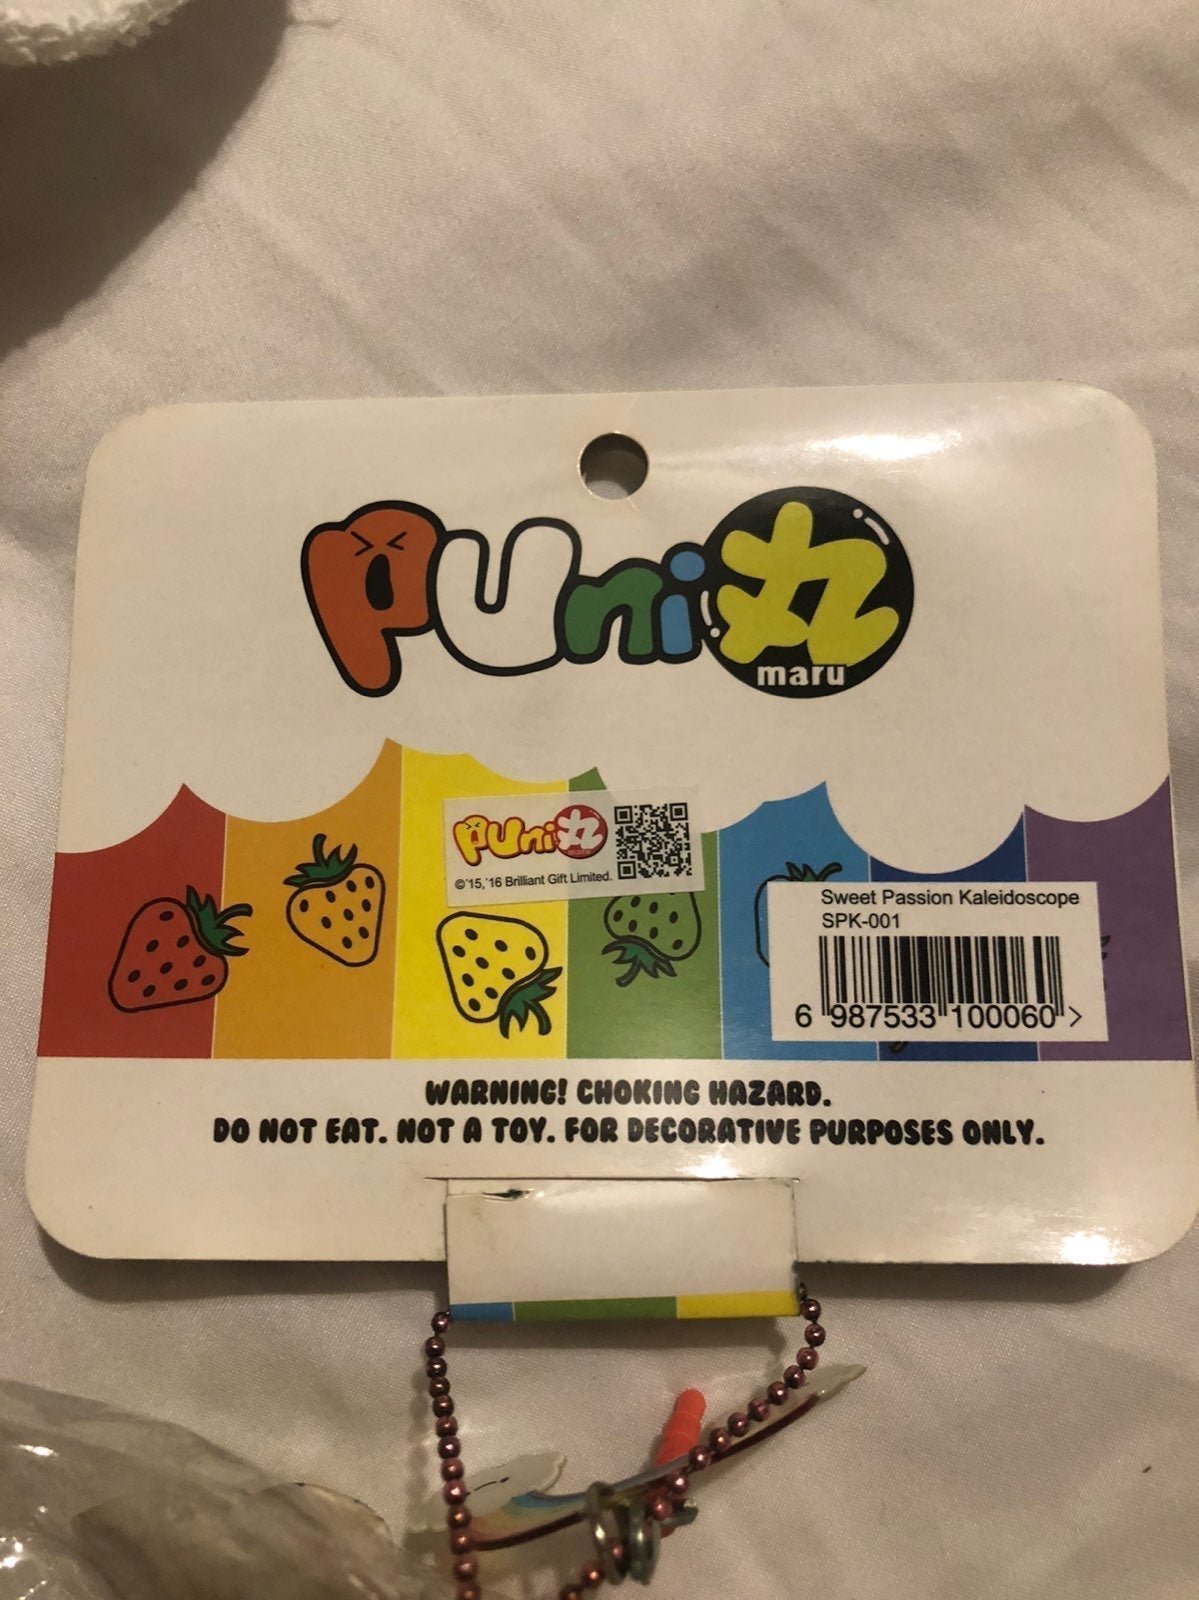 PUni丸
maru
PUni丸
©'15,'16 Brilliant Gift Limited.
Sweet Passion Kaleidoscope
SPK-001
6 987533 100060 >
WARNING! CHOKING HAZARD.
DO NOT EAT. NOT A TOY. FOR DECORATIVE PURPOSES ONLY.